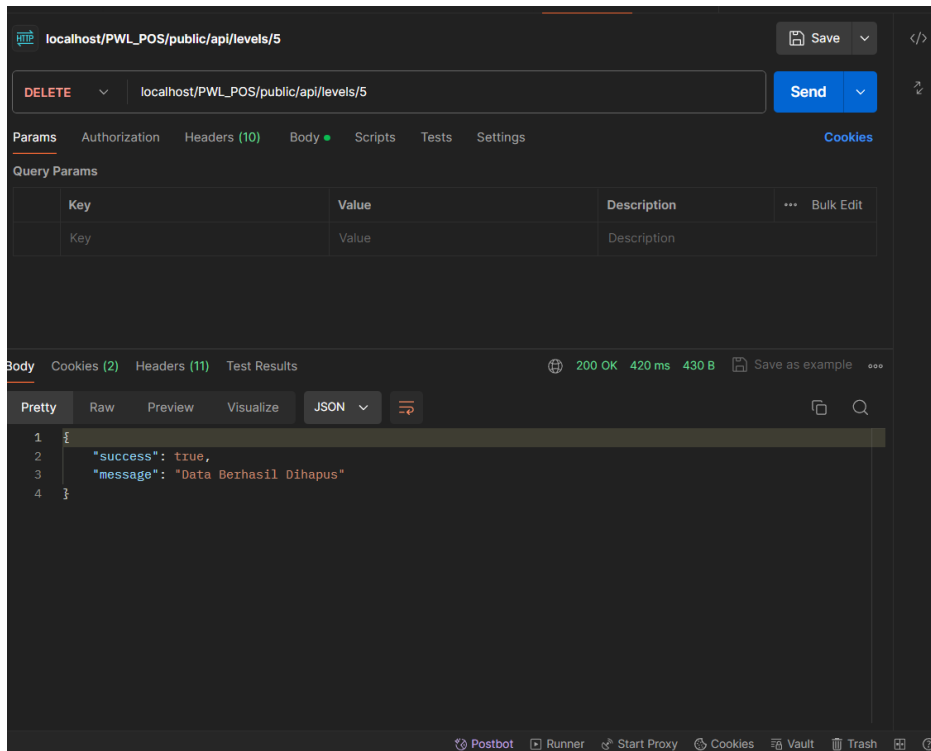 HTTP localhost/PWL_POS/public/api/levels/5 Save </>
DELETE localhost/PWL_POS/public/api/levels/5 Send
Params Authorization Headers (10) Body Scripts Tests Settings Cookies
Query Params
Key Value Description ••• Bulk Edit
Key Value Description
Body Cookies (2) Headers (11) Test Results 200 OK 420 ms 430 B Save as example
Pretty Raw Preview Visualize JSON
1 {
2 "success": true,
3 "message": "Data Berhasil Dihapus"
4 }
Postbot Runner Start Proxy Cookies Vault Trash